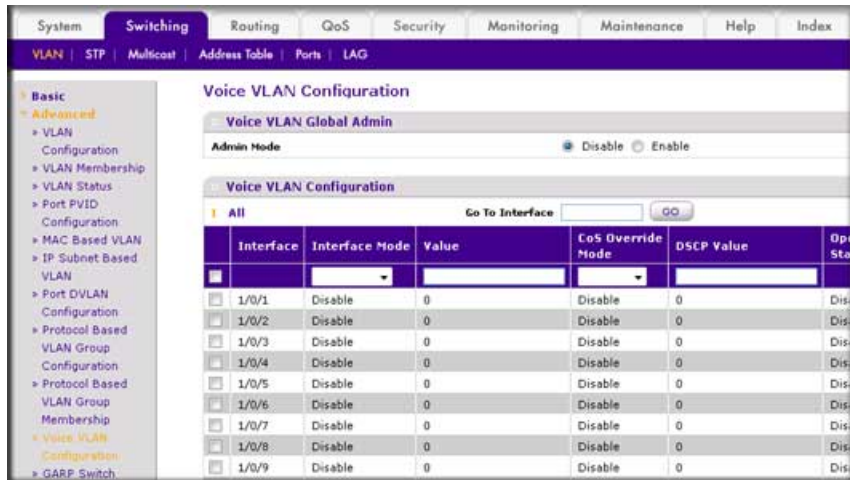 System Switching Routing QoS Security Monitoring Maintenance Help Index
VLAN | STP | Multicast | Address Table | Ports | LAG
Basic
Advanced
» VLAN
Configuration
» VLAN Membership
» VLAN Status
» Port PVID
Configuration
» MAC Based VLAN
» IP Subnet Based
VLAN
» Port DVLAN
Configuration
» Protocol Based
VLAN Group
Configuration
» Protocol Based
VLAN Group
Membership
» Voice VLAN
Configuration
» GARP Switch
Voice VLAN Configuration
Voice VLAN Global Admin
Admin Mode Disable Enable
Voice VLAN Configuration
1 All Go To Interface GO
Interface Interface Mode Value CoS Override Mode DSCP Value
1/0/1 Disable 0 Disable 0
1/0/2 Disable 0 Disable 0
1/0/3 Disable 0 Disable 0
1/0/4 Disable 0 Disable 0
1/0/5 Disable 0 Disable 0
1/0/6 Disable 0 Disable 0
1/0/7 Disable 0 Disable 0
1/0/8 Disable 0 Disable 0
1/0/9 Disable 0 Disable 0